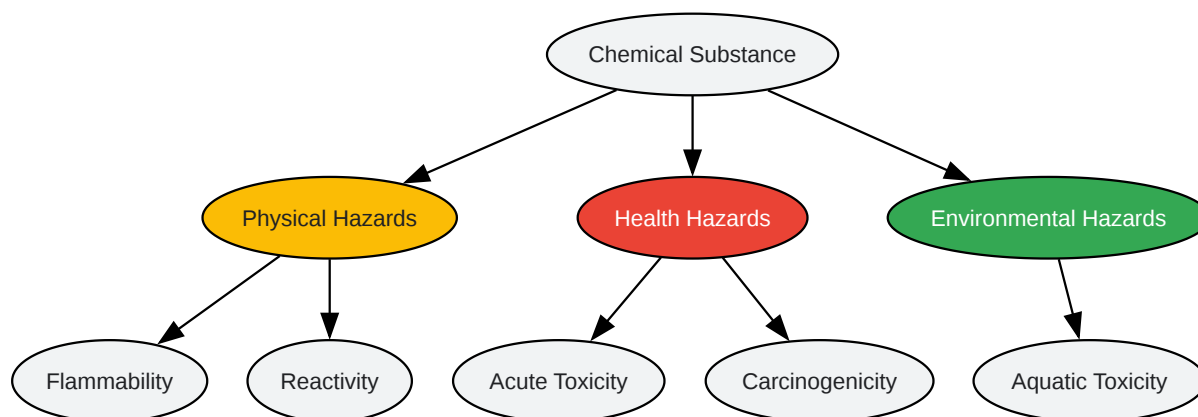 Chemical Substance
Physical Hazards
Health Hazards
Environmental Hazards
Flammability
Reactivity
Acute Toxicity
Carcinogenicity
Aquatic Toxicity